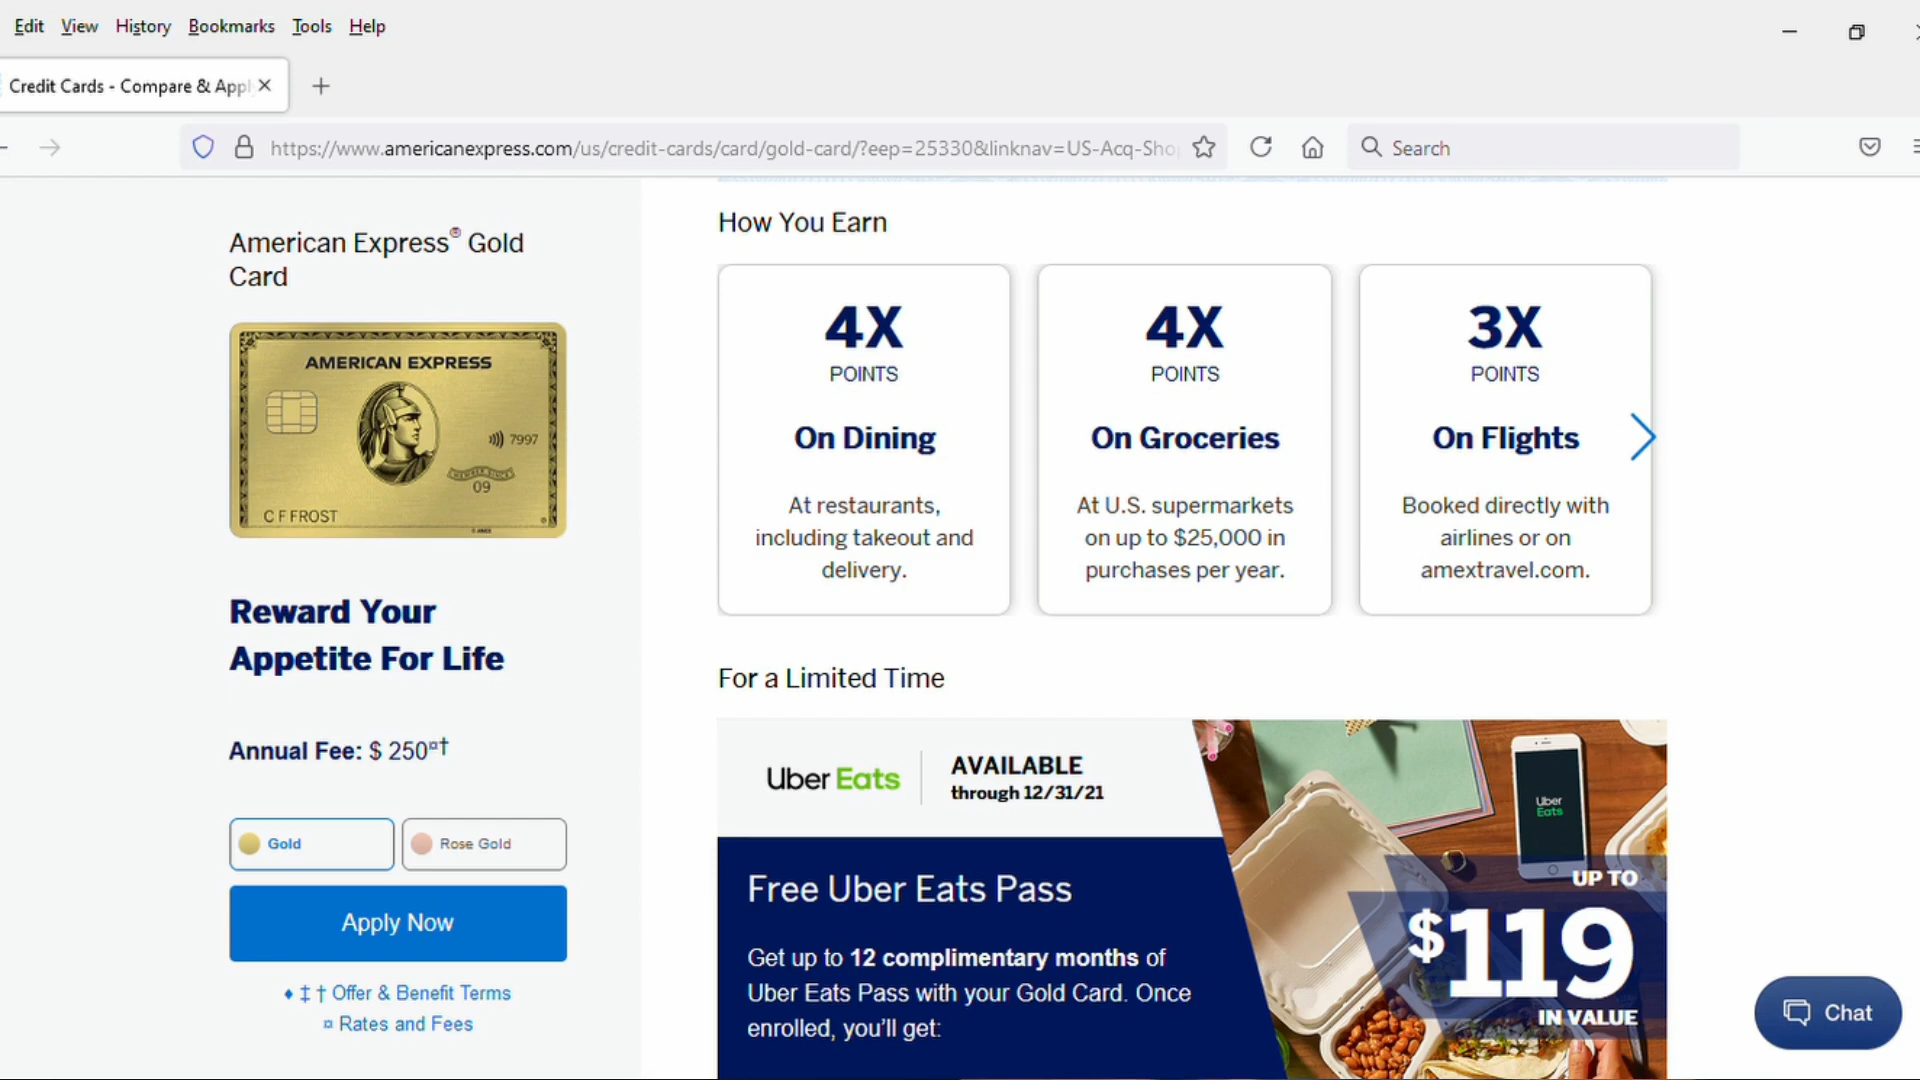 Edit View History Bookmarks Tools Help
Credit Cards - Compare & Appl
https://www.americanexpress.com/us/credit-cards/card/gold-card/?eep=25330&linknav=US-Acq-Sho
Search
American Express® Gold
Card
AMERICAN EXPRESS
7997
MEMBER SINCE
09
C F FROST
© AMEX
Reward Your
Appetite For Life
Annual Fee: $ 250¤†
Gold
Rose Gold
Apply Now
♦ ‡ † Offer & Benefit Terms
¤ Rates and Fees
How You Earn
4X
POINTS
On Dining
At restaurants,
including takeout and
delivery.
4X
POINTS
On Groceries
At U.S. supermarkets
on up to $25,000 in
purchases per year.
3X
POINTS
On Flights
Booked directly with
airlines or on
amextravel.com.
For a Limited Time
Uber Eats
AVAILABLE
through 12/31/21
Free Uber Eats Pass
Get up to 12 complimentary months of
Uber Eats Pass with your Gold Card. Once
enrolled, you'll get:
Uber
Eats
UP TO
$119
IN VALUE
Chat